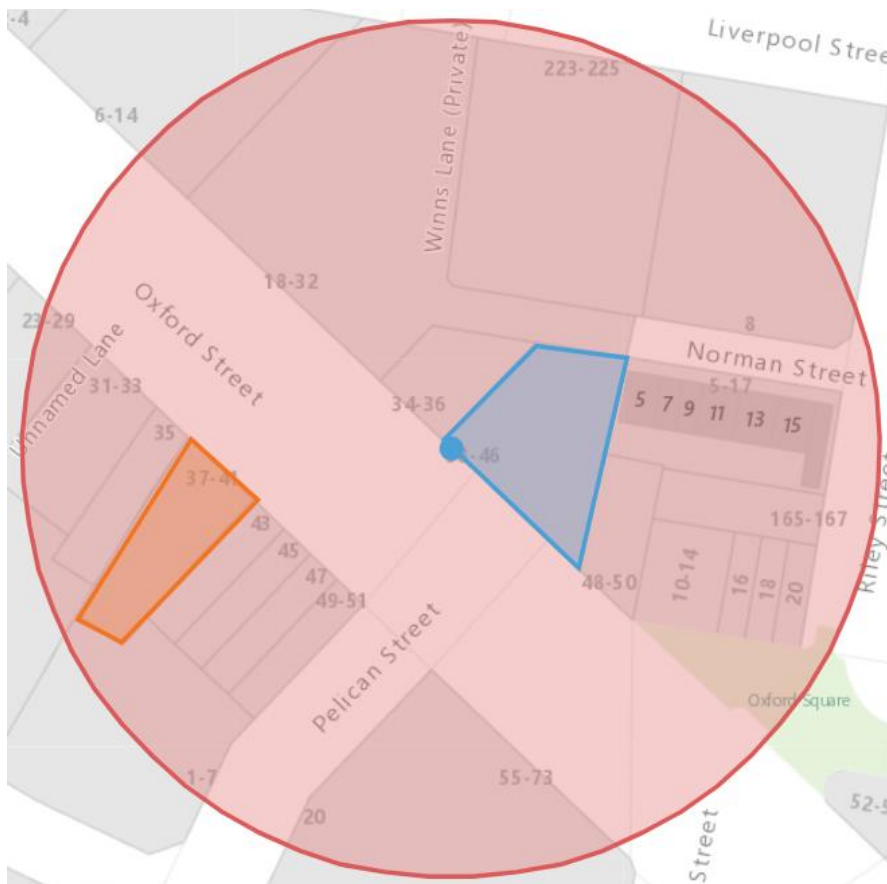 -4
Liverpool Stree
223-225
6-14
Winns Lane (Private)
18-32
Oxford Street
23-29
Unnamed Lane
31-33
8
Norman Street
5-17
5 7 9 11 13 15
34-36
35
-46
37-41
43
165-167
45
Riley Street
47
10-14
16
18
20
48-50
49-51
Pelican Street
Oxford Square
1-7
55-73
20
52-5
Street